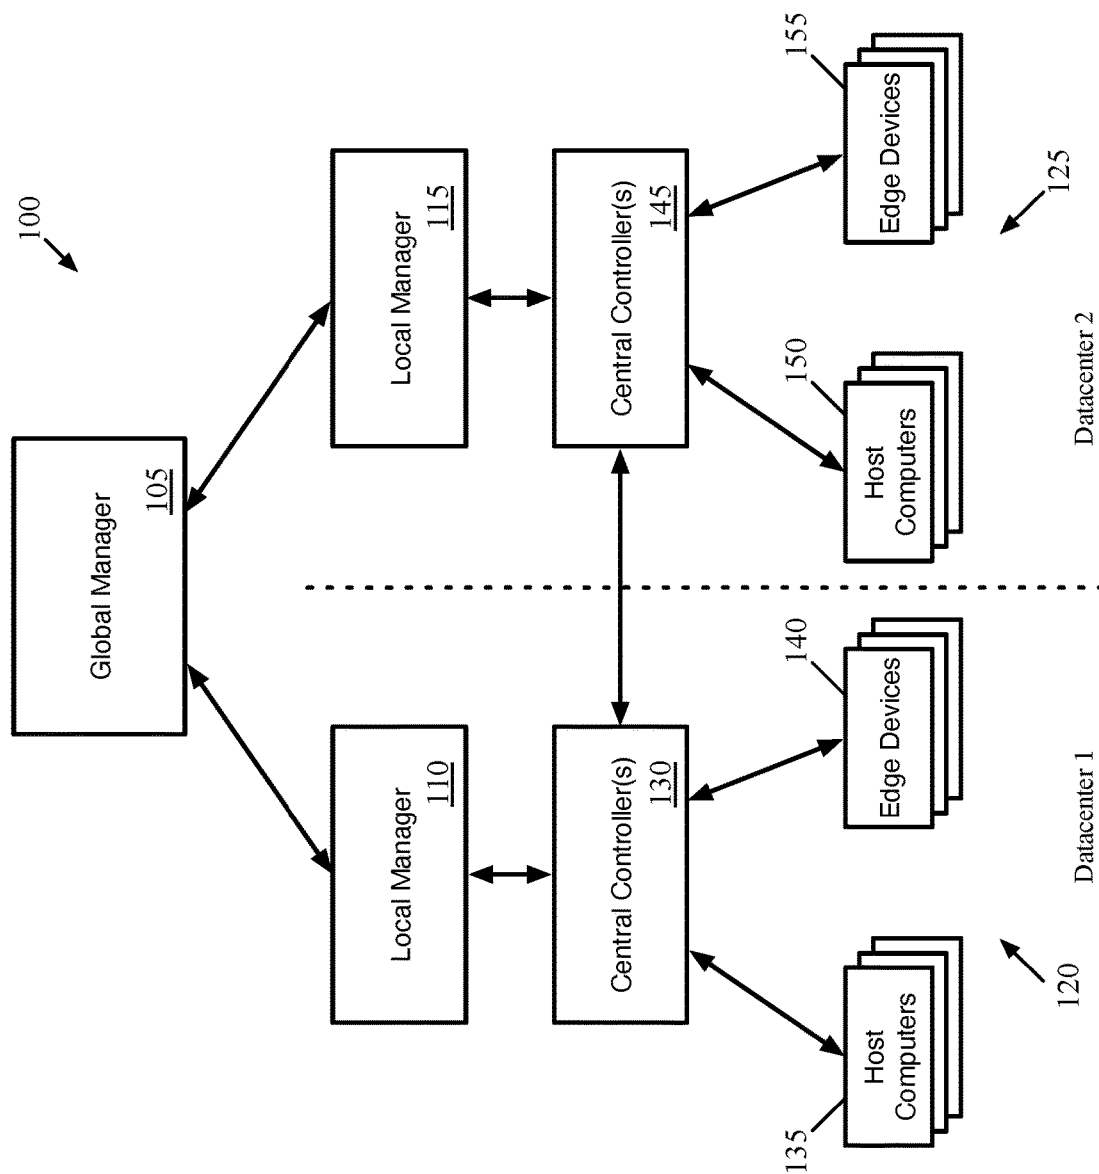 100
Global Manager
105
Local Manager
110
Local Manager
115
Central Controller(s)
130
Central Controller(s)
145
135
Host
Computers
140
Edge Devices
150
Host
Computers
155
Edge Devices
120
Datacenter 1
Datacenter 2
125